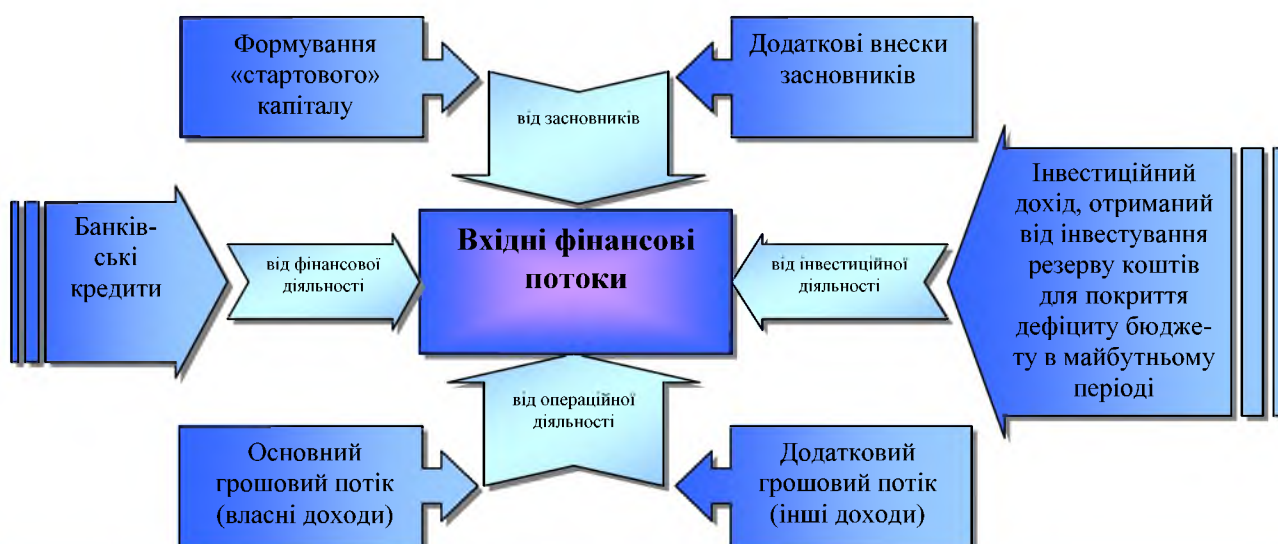 Формування
«стартового»
капіталу
Додаткові внески
засновників
від засновників
Банків-
ські
кредити
від фінансової
діяльності
Вхідні фінансові
потоки
від інвестиційної
діяльності
Інвестиційний
дохід, отриманий
від інвестування
резерву коштів
для покриття
дефіциту бюдже-
ту в майбутньому
періоді
від операційної
діяльності
Основний
грошовий потік
(власні доходи)
Додатковий
грошовий потік
(інші доходи)